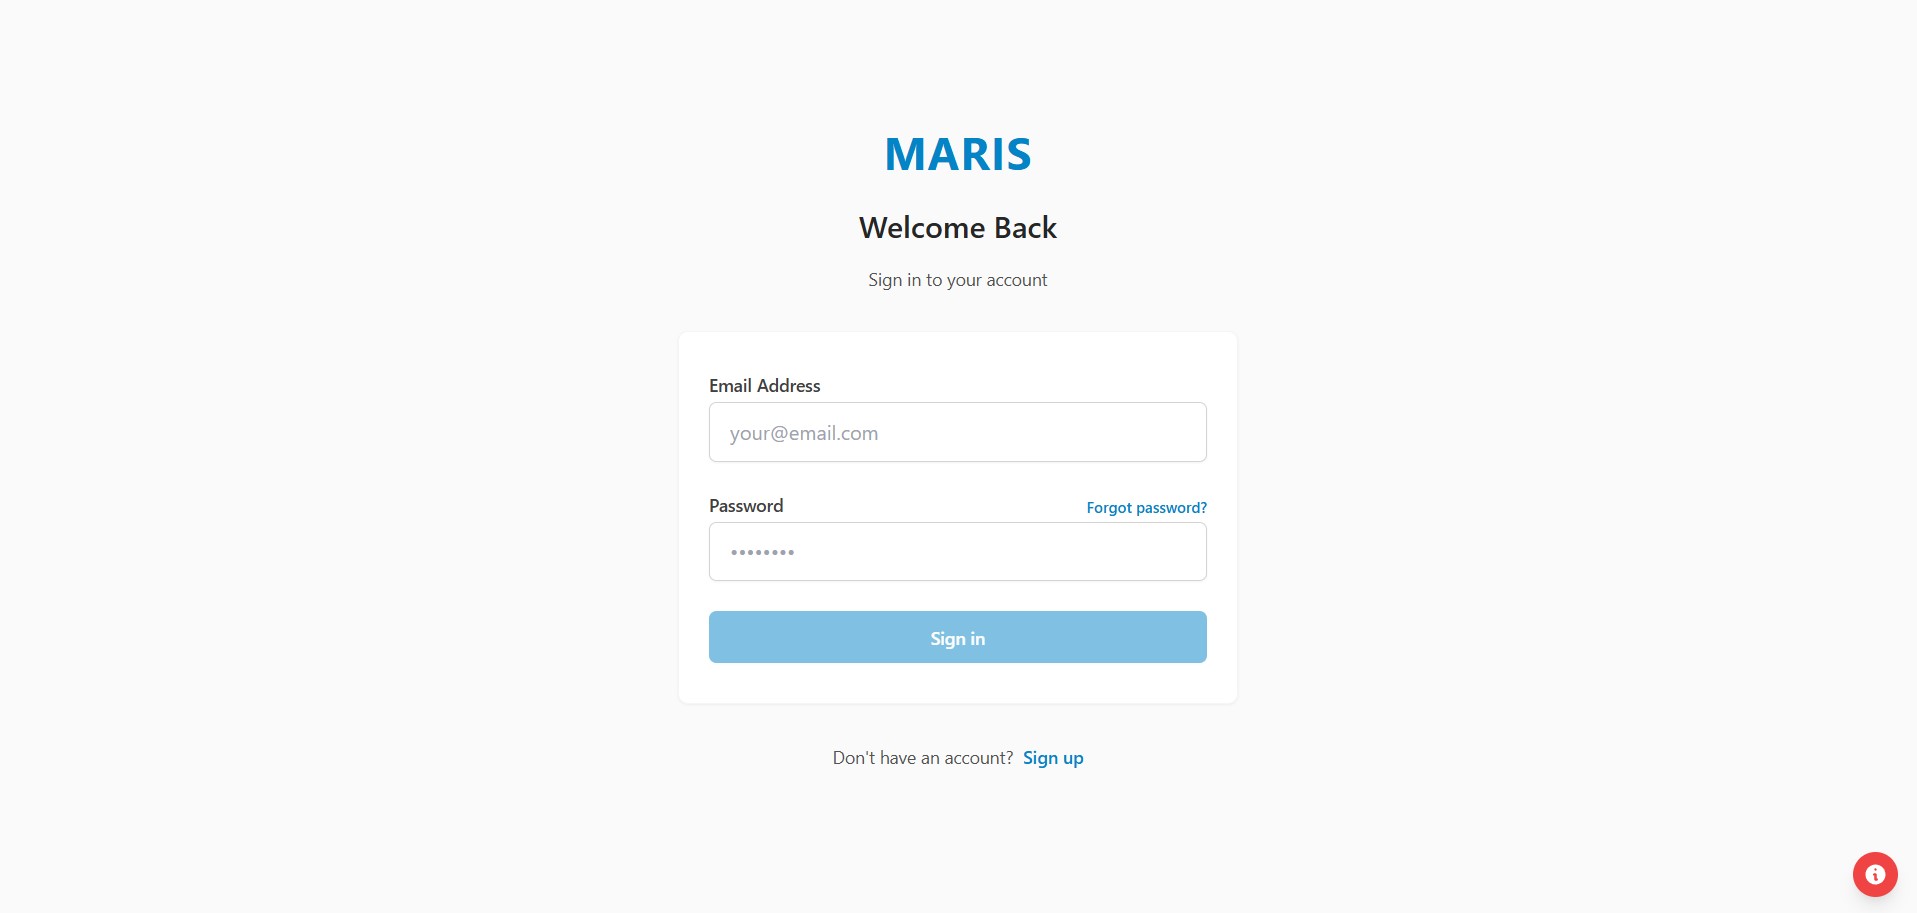 MARIS
Welcome Back
Sign in to your account
Email Address
your@email.com
Password
Forgot password?
••••••••
Sign in
Don't have an account? Sign up